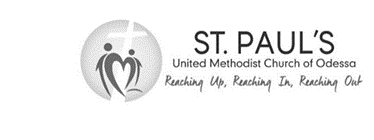 ST. PAUL'S
United Methodist Church of Odessa
Reaching Up, Reaching In, Reaching Out